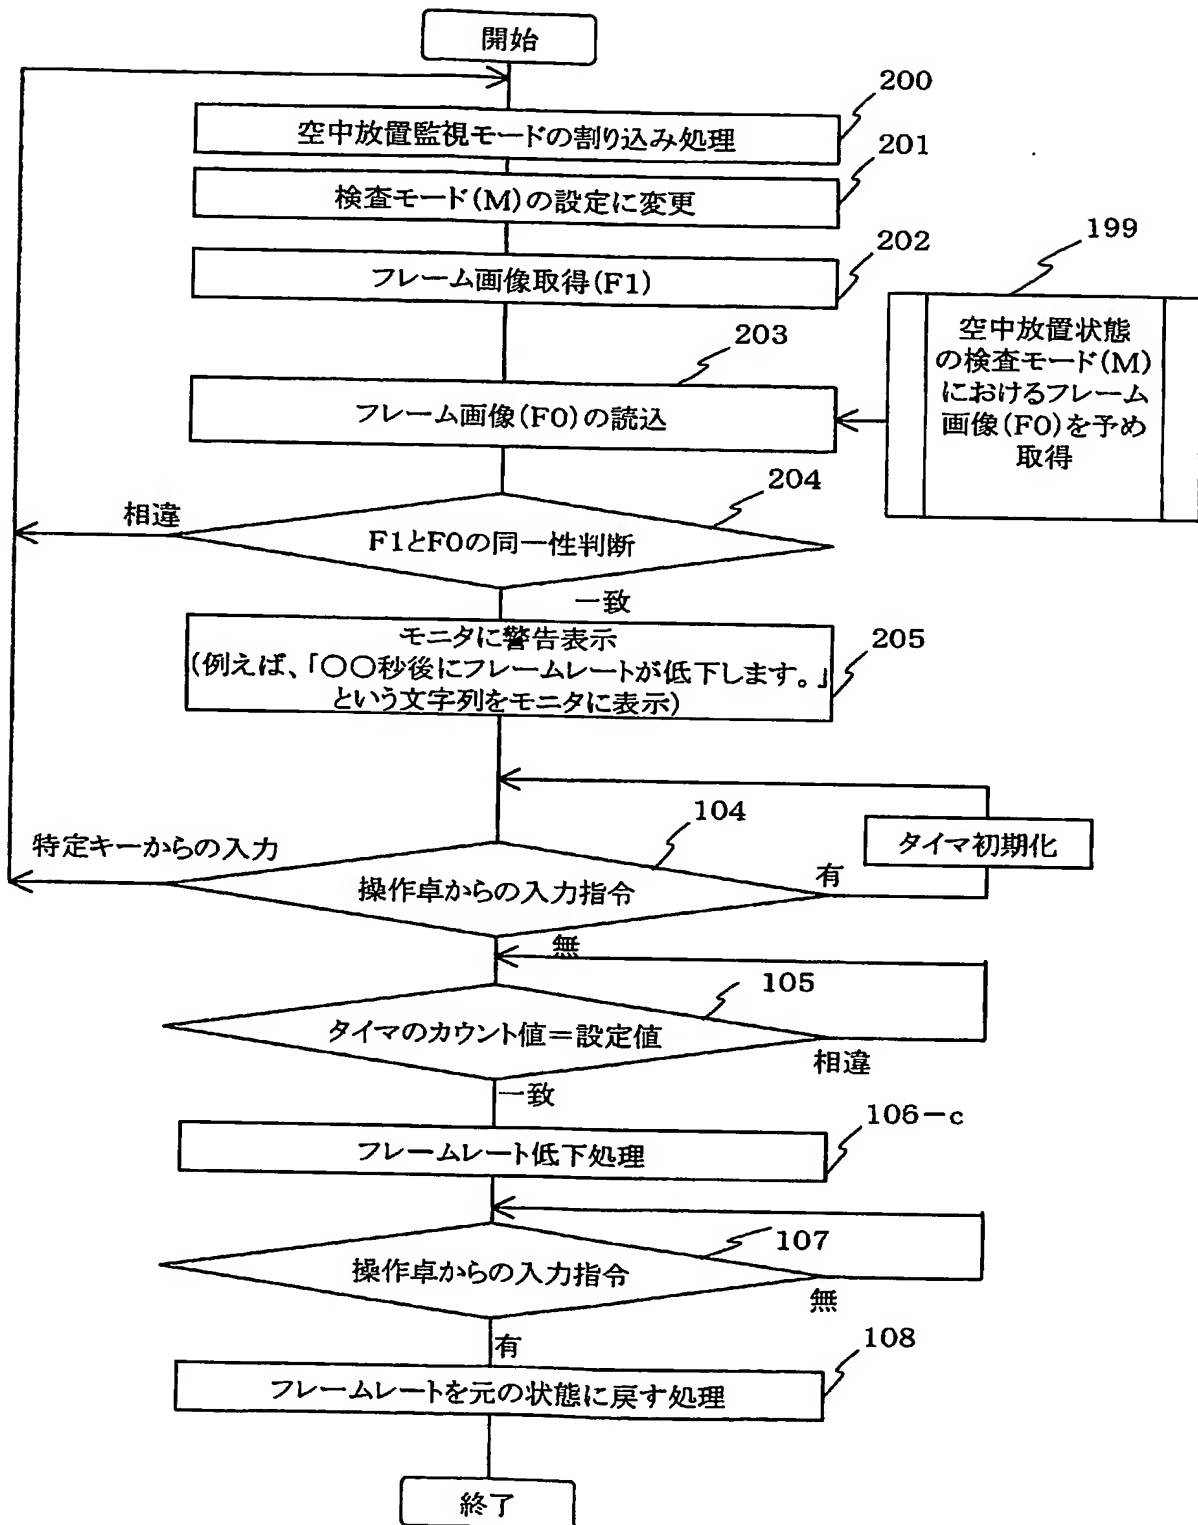 開始
200
空中放置監視モードの割り込み処理
201
検査モード(M)の設定に変更
202
フレーム画像取得(F1)
199
空中放置状態
の検査モード(M)
におけるフレーム
画像(F0)を予め
取得
203
フレーム画像(F0)の読込
204
相違
F1とF0の同一性判断
一致
205
モニタに警告表示
(例えば、「〇〇秒後にフレームレートが低下します。」
という文字列をモニタに表示)
104
タイマ初期化
特定キーからの入力
操作卓からの入力指令
有
無
105
タイマのカウント値=設定値
相違
一致
106-c
フレームレート低下処理
107
操作卓からの入力指令
無
有
108
フレームレートを元の状態に戻す処理
終了